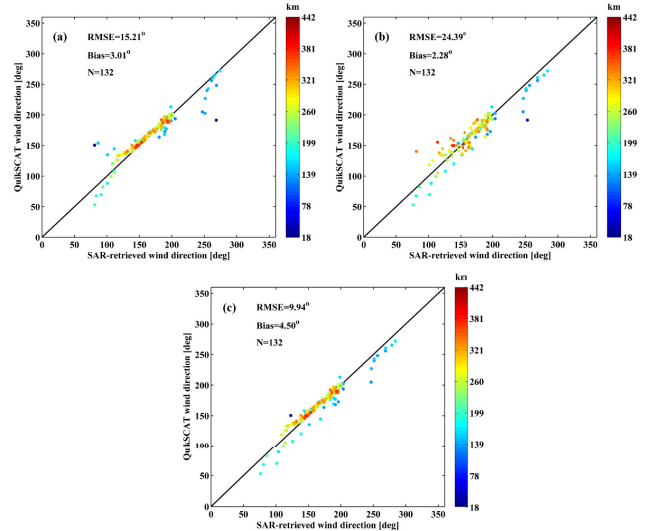 km
442
381
321
260
199
139
78
18
(a)
RMSE=15.21°
Bias=3.01°
N=132
QuikSCAT wind direction [deg]
350
300
250
200
150
100
50
0
0 50 100 150 200 250 300 350
SAR-retrieved wind direction [deg]
km
442
381
321
260
199
139
78
18
(b)
RMSE=24.39°
Bias=2.28°
N=132
QuikSCAT wind direction [deg]
350
300
250
200
150
100
50
0
0 50 100 150 200 250 300 350
SAR-retrieved wind direction [deg]
km
442
381
321
260
199
139
78
18
(c)
RMSE=9.94°
Bias=4.50°
N=132
QukSCAT wind direction [deg]
350
300
250
200
150
100
50
0
0 50 100 150 200 250 300 350
SAR-retrieved wind direction [deg]